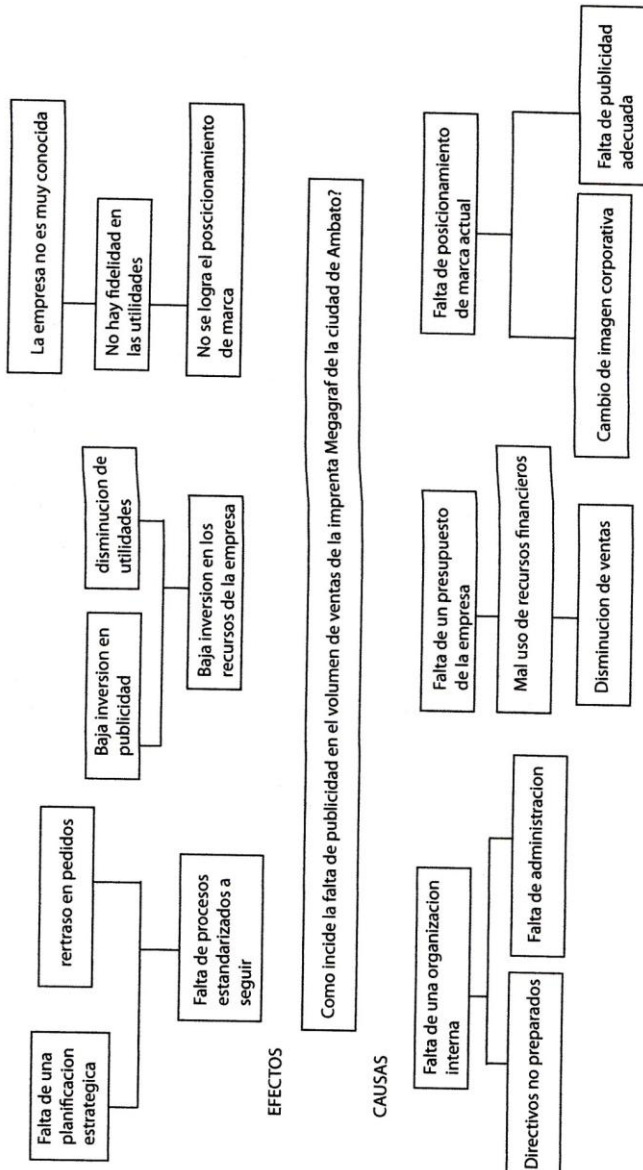 Falta de una
planificacion
estrategica
rertraso en pedidos
Falta de procesos
estandarizados a
seguir
Baja inversion en
publicidad
disminucion de
utilidades
Baja inversion en los
recursos de la empresa
La empresa no es muy conocida
No hay fidelidad en
las utilidades
No se logra el poscicionamiento
de marca
EFECTOS
Como incide la falta de publicidad en el volumen de ventas de la imprenta Megagraf de la ciudad de Ambato?
CAUSAS
Falta de una organizacion
interna
Directivos no preparados
Falta de administracion
Falta de un presupuesto
de la empresa
Mal uso de recursos financieros
Disminucion de ventas
Falta de posicionamiento
de marca actual
Cambio de imagen corporativa
Falta de publicidad
adecuada